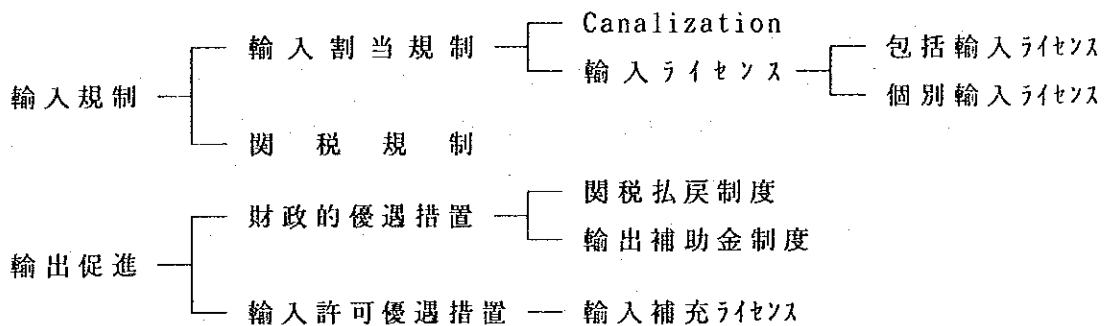 Canalization
輸入割当規制
包括輸入ライセンス
輸入ライセンス
輸入規制
個別輸入ライセンス
関税規制
関税払戻制度
財政的優遇措置
輸出補助金制度
輸出促進
輸入許可優遇措置
輸入補充ライセンス